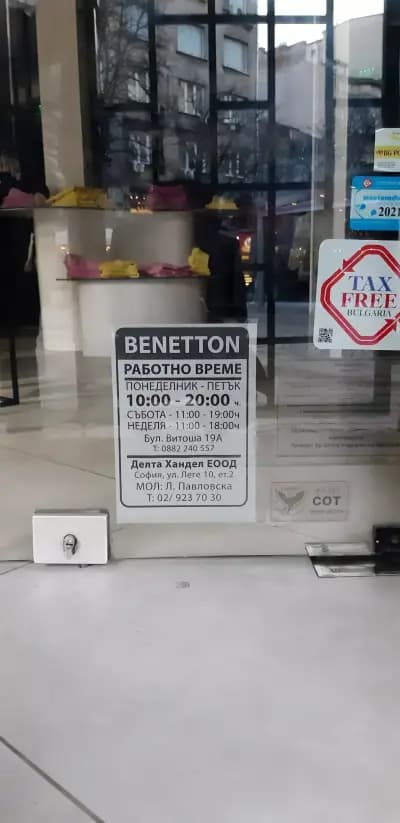 BENETTON
РАБОТНО ВРЕМЕ
ПОНЕДЕЛНИК - ПЕТЪК
10:00 - 20:00 ч.
СЪБОТА - 11:00 - 19:00ч
НЕДЕЛЯ - 11:00 - 18:00ч
Бул. Витоша 19А
Т: 0882 240 557
Делта Хандел ЕООД
София, ул. Леге 10, ет.2
МОЛ: Л. Павловска
Т: 02/ 923 70 30
2021
TAX
FREE
BULGARIA
СОТ